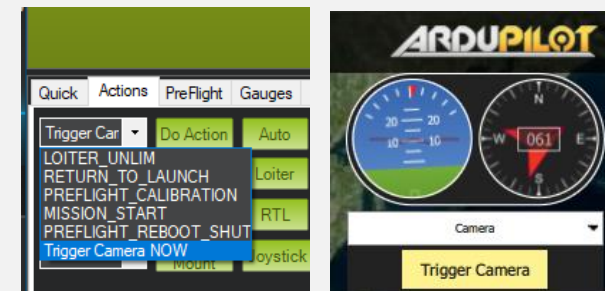 Quick Actions PreFlight Gauges
Trigger Car Do Action Auto
LOITER_UNLIM
RETURN_TO_LAUNCH
PREFLIGHT_CALIBRATION
MISSION_START
PREFLIGHT_REBOOT_SHUT
Trigger Camera NOW
Loiter
RTL
Mount Joystick
ARDUPILOT
20 20
10 10
N
W 061 E
S
Camera
Trigger Camera